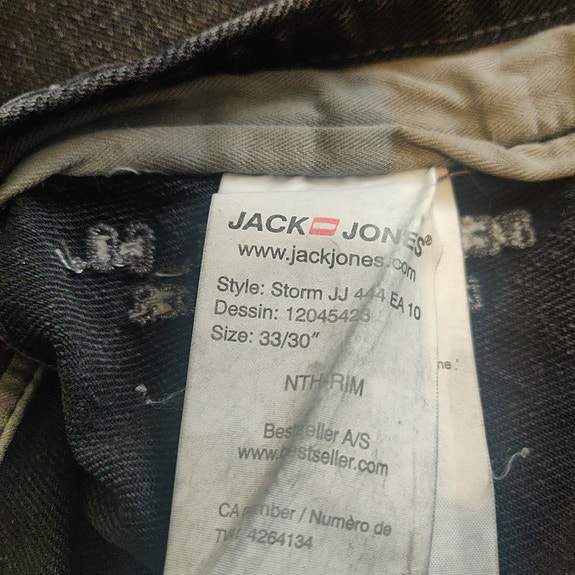 JACK JONES®
www.jackjones.com
Style: Storm JJ 444 EA 10
Dessin: 12045423
Size: 33/30"
NTH-RIM
Bestseller A/S
www.bestseller.com
CA number / Numèro de
4264134